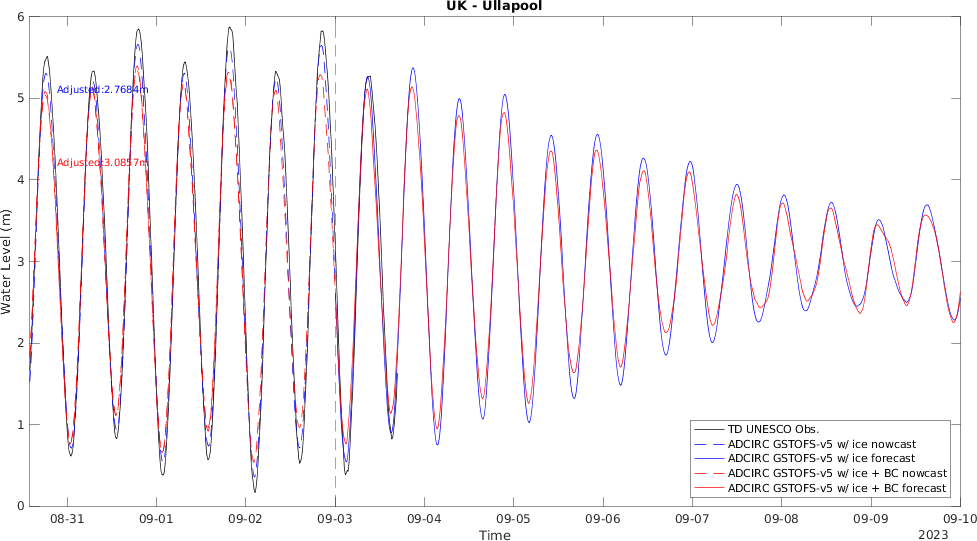 UK - Ullapool
6
5
4
3
2
1
0
Water Level (m)
Adjusted:2.7684m
Adjusted:3.0857m
TD UNESCO Obs.
ADCIRC GSTOFS-v5 w/ ice nowcast
ADCIRC GSTOFS-v5 w/ ice forecast
ADCIRC GSTOFS-v5 w/ ice + BC nowcast
ADCIRC GSTOFS-v5 w/ ice + BC forecast
08-31 09-01 09-02 09-03 09-04 09-05 09-06 09-07 09-08 09-09 09-10
Time
2023